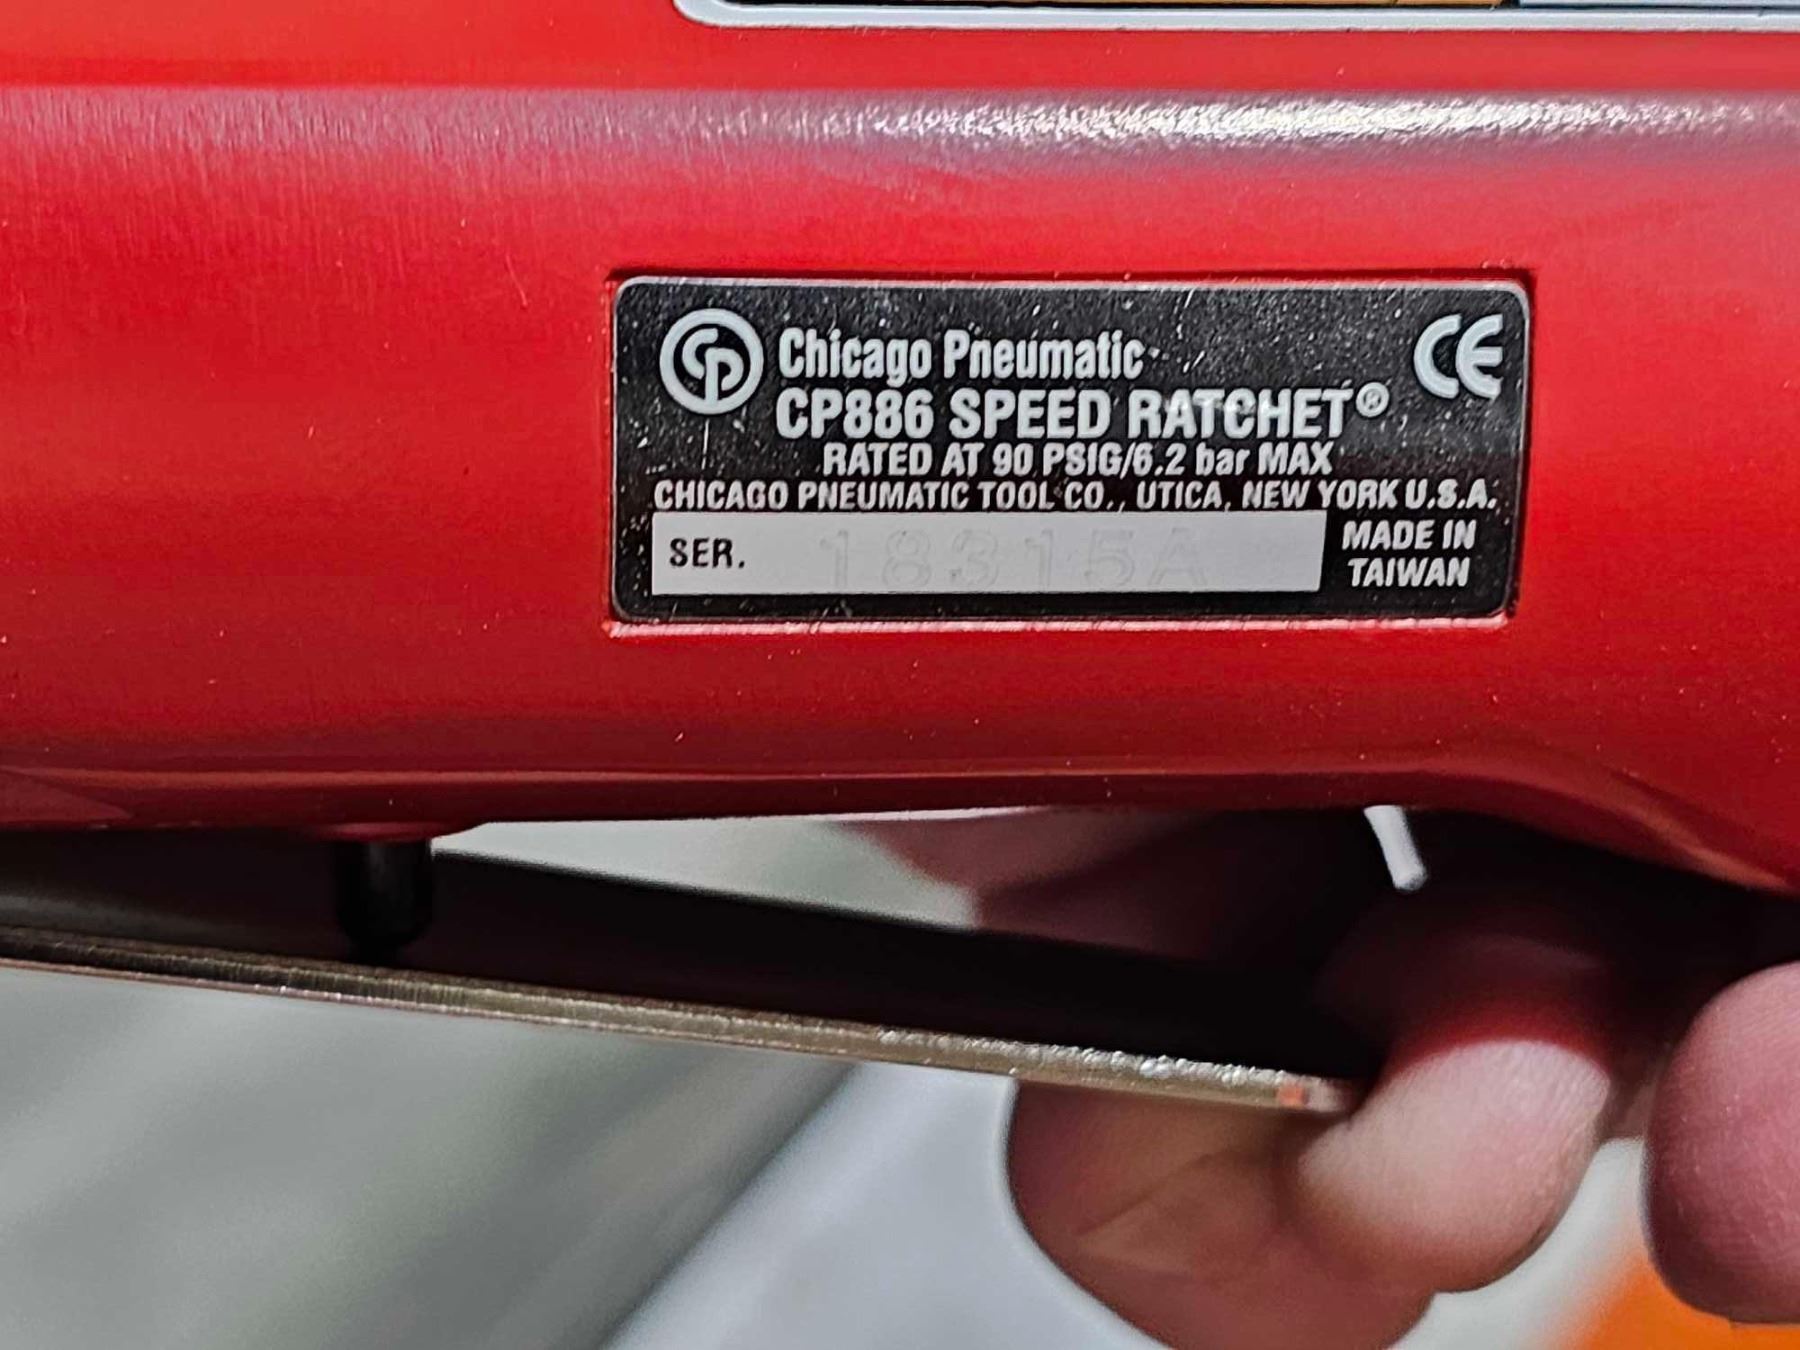 CP Chicago Pneumatic CE
CP886 SPEED RATCHET®
RATED AT 90 PSIG/6.2 bar MAX
CHICAGO PNEUMATIC TOOL CO., UTICA, NEW YORK U.S.A.
SER. 18315A
MADE IN
TAIWAN